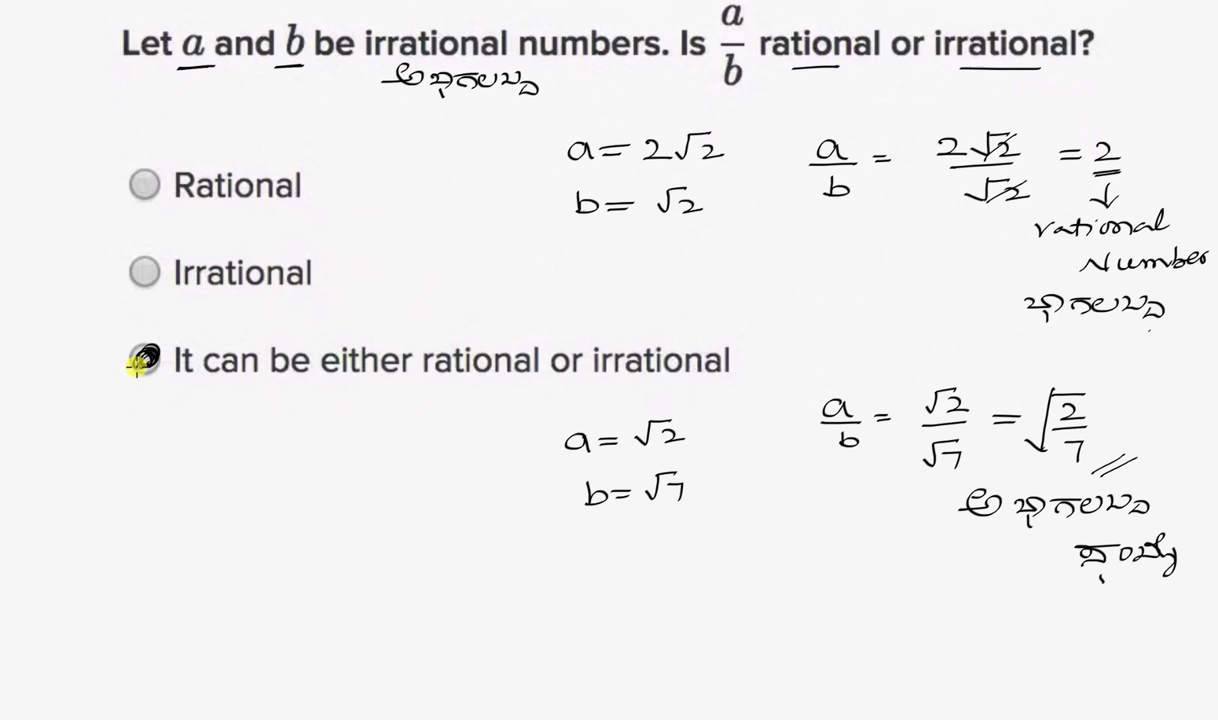 Let a and b be irrational numbers. Is a/b rational or irrational?
ಅಭಾಗಲಬ್ಧ
a = 2√2
a/b = 2√2/√2 = 2
b = √2
Rational
rational
Number
ಭಾಗಲಬ್ಧ
Irrational
It can be either rational or irrational
a = √2
b = √7
a/b = √2/√7 = √(2/7)
ಅಭಾಗಲಬ್ಧ
ಸಂಖ್ಯೆ